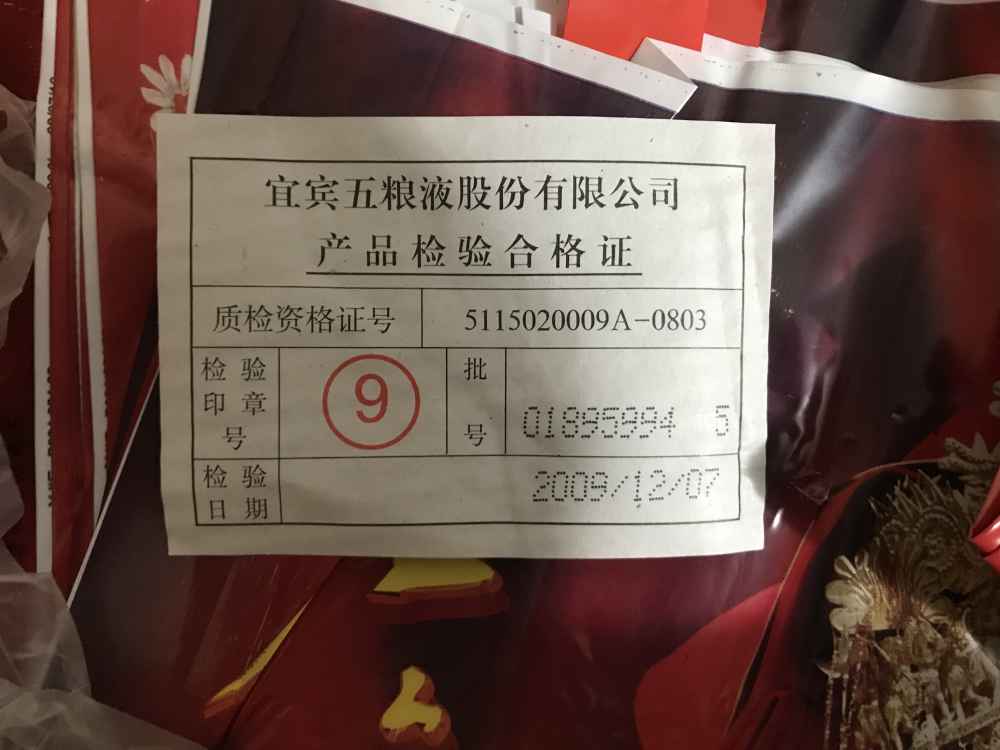 宜宾五粮液股份有限公司
产品检验合格证
质检资格证号 5115020009A-0803
检验印章号 9 批号 01895994 5
检验日期 2009/12/07